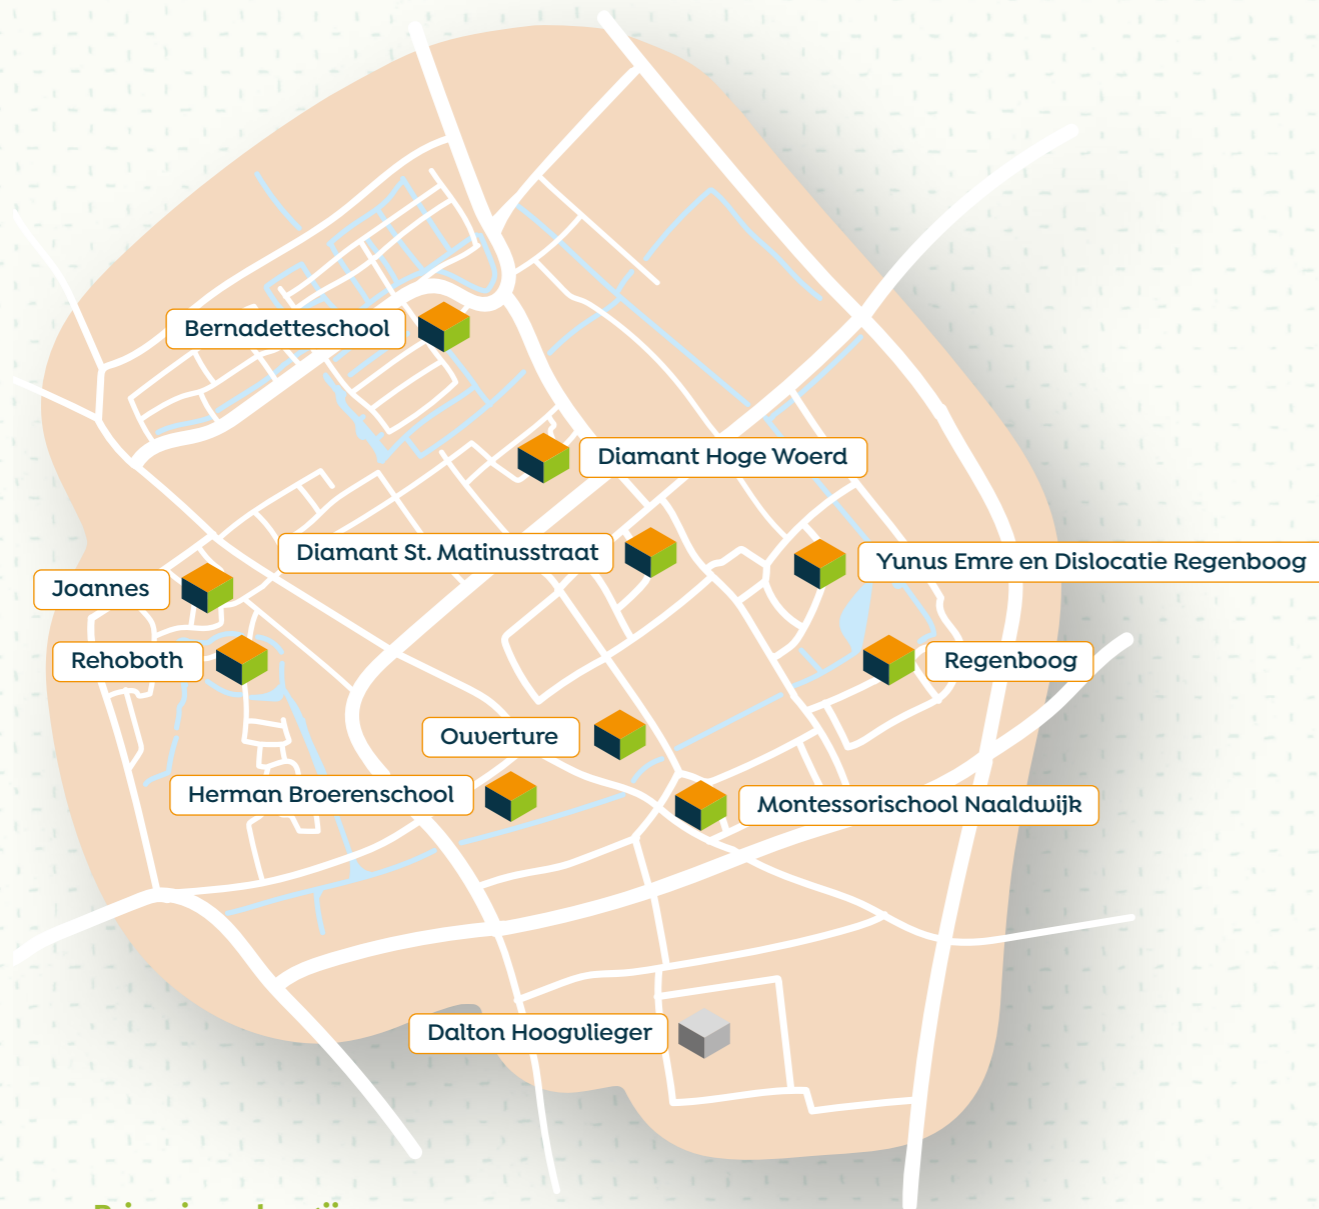 Bernadetteschool
Diamant Hoge Woerd
Diamant St. Matinusstraat
Yunus Emre en Dislocatie Regenboog
Joannes
Rehoboth
Regenboog
Ouverture
Herman Broerenschool
Montessorischool Naaldwijk
Dalton Hoogvlieger